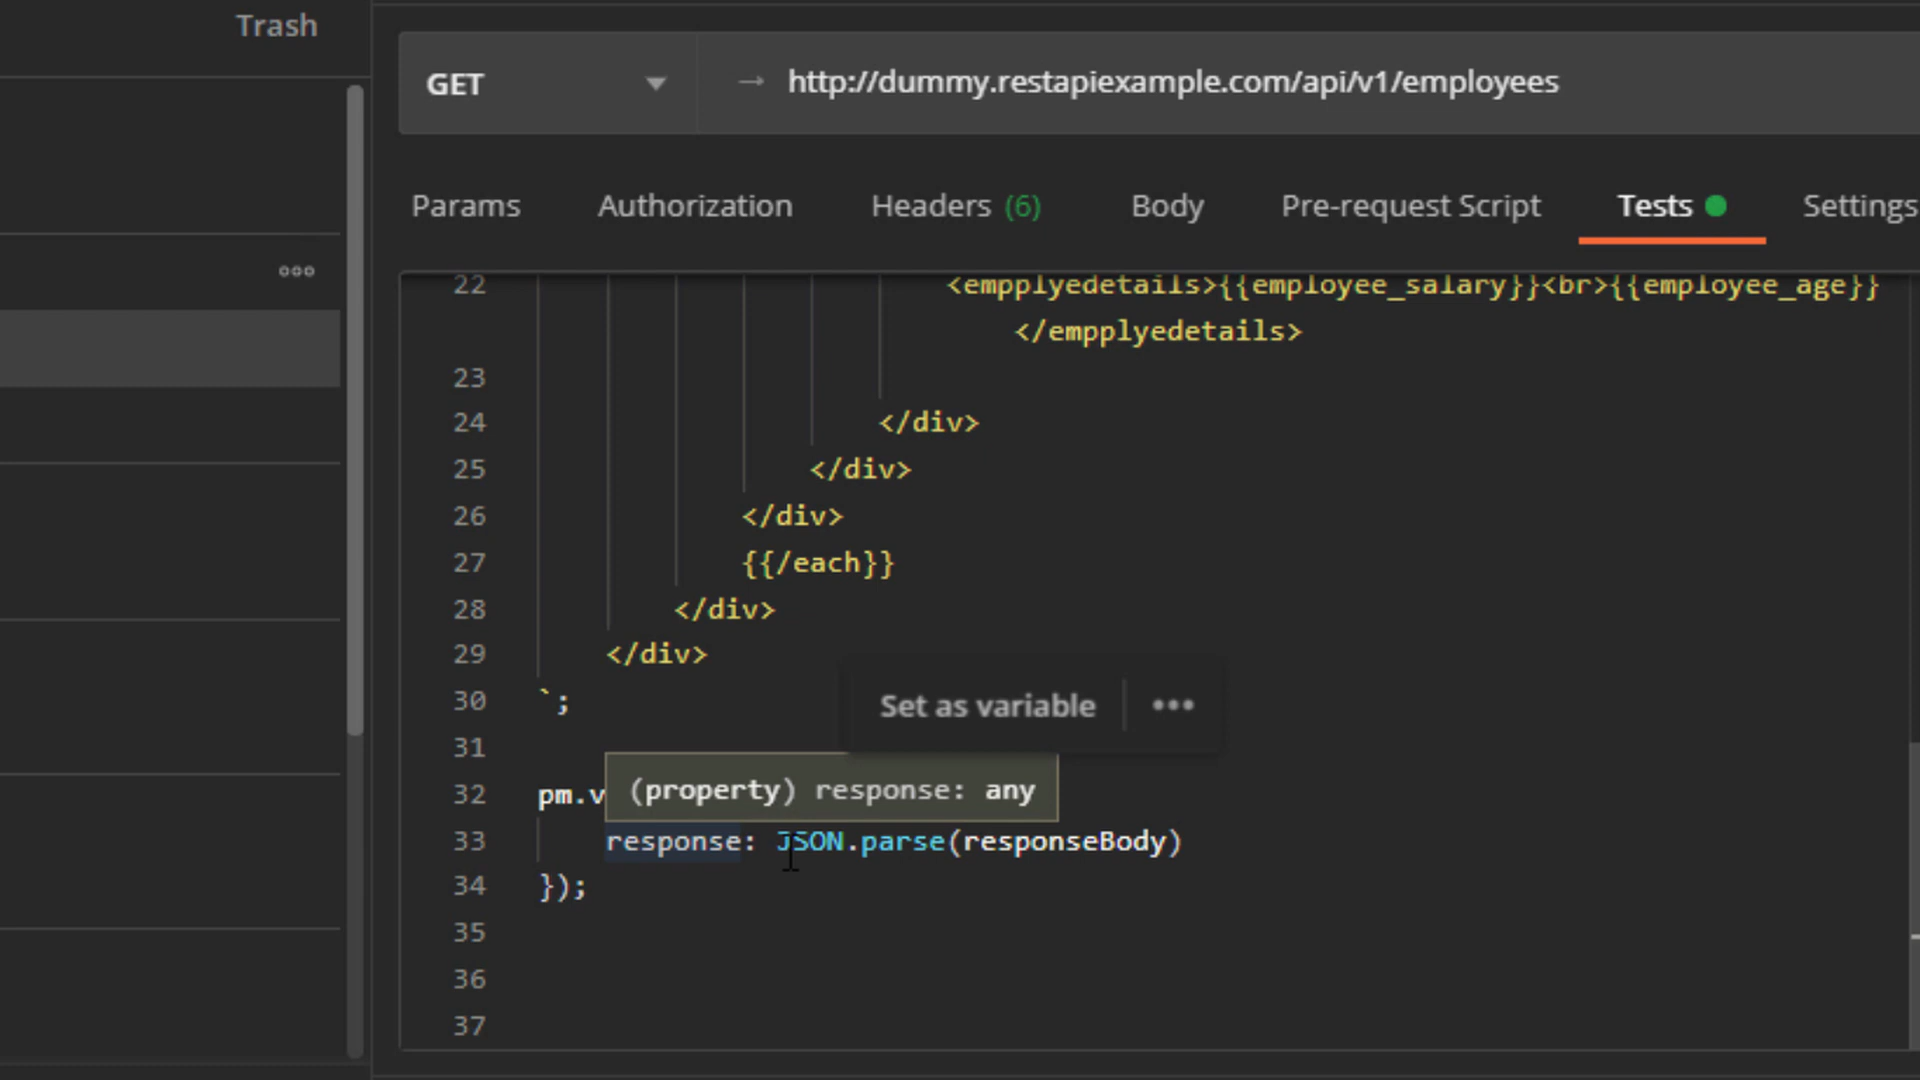 Trash
GET → http://dummy.restapiexample.com/api/v1/employees
Params Authorization Headers (6) Body Pre-request Script Tests Settings
22 <empplyedetails>{{employee_salary}}<br>{{employee_age}}
</empplyedetails>
23
24 </div>
25 </div>
26 </div>
27 {{/each}}
28 </div>
29 </div>
30 `;
Set as variable •••
31
(property) response: any
32 pm.v
33 response: JSON.parse(responseBody)
34 });
35
36
37